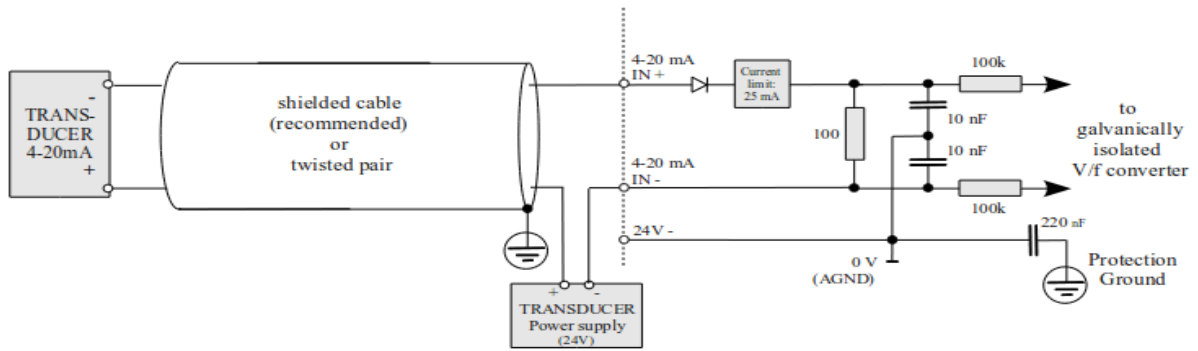 -
TRANS-
DUCER
4-20mA
+
shielded cable
(recommended)
or
twisted pair
4-20 mA
IN +
Current
limit:
25 mA
100k
10 nF
100
10 nF
to
galvanically
isolated
V/f converter
4-20 mA
IN -
100k
24V -
220 nF
0 V
(AGND)
Protection
Ground
+ -
TRANSDUCER
Power supply
(24V)